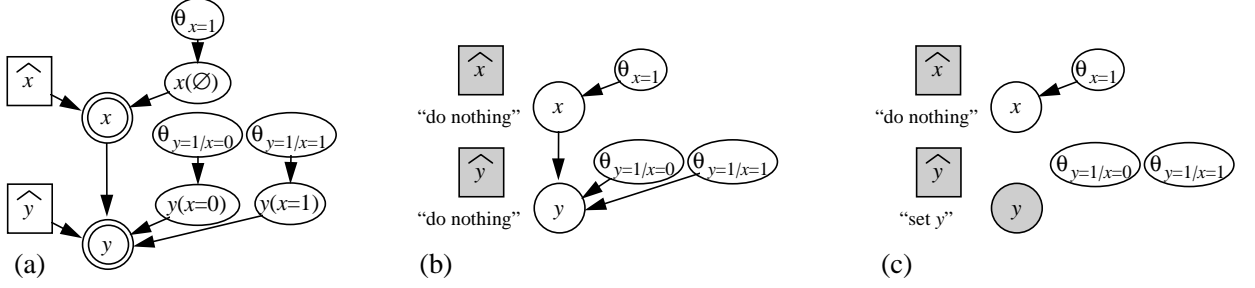 θx=1
x̂
x(∅)
x
θy=1/x=0
θy=1/x=1
ŷ
y(x=0)
y(x=1)
y
(a)
x̂
θx=1
x
“do nothing”
ŷ
θy=1/x=0
θy=1/x=1
y
“do nothing”
(b)
x̂
θx=1
x
“do nothing”
ŷ
θy=1/x=0
θy=1/x=1
y
“set y”
(c)